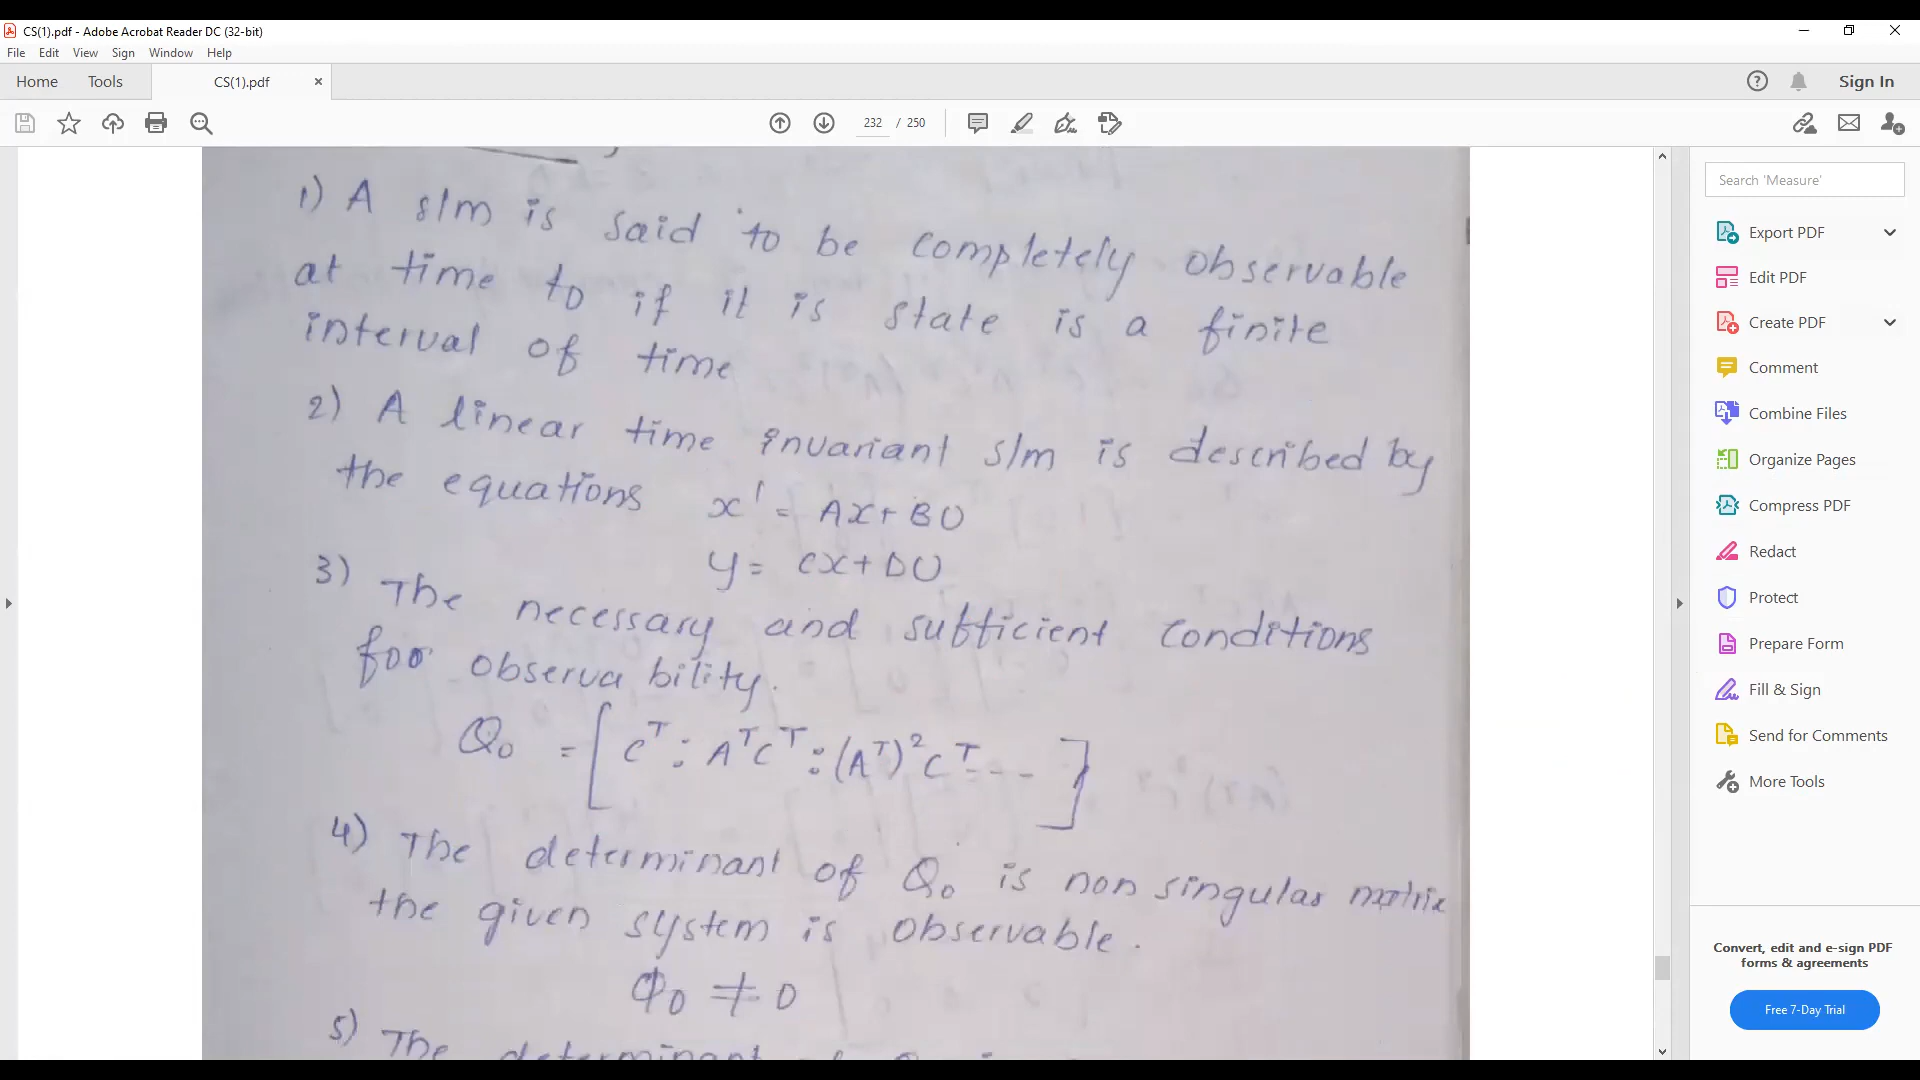 CS(1).pdf - Adobe Acrobat Reader DC (32-bit)
File Edit View Sign Window Help
Home Tools CS(1).pdf Sign In
232 / 250
Search 'Measure'
Export PDF
Edit PDF
Create PDF
Comment
Combine Files
Organize Pages
Compress PDF
Redact
Protect
Prepare Form
Fill & Sign
Send for Comments
More Tools
Convert, edit and e-sign PDF
forms & agreements
Free 7-Day Trial
1) A s/m is said to be completely observable
at time to if it is state is a finite
interval of time
2) A linear time invariant s/m is described by
the equations x' = Ax+BU
y = Cx+DU
3) The necessary and sufficient conditions
for observa bility.
Q₀ = [Cᵀ : AᵀCᵀ : (Aᵀ)²Cᵀ---]
4) The determinant of Q₀ is non singular matrix
the given system is observable.
Φ₀ ≠ 0
5) The determinant